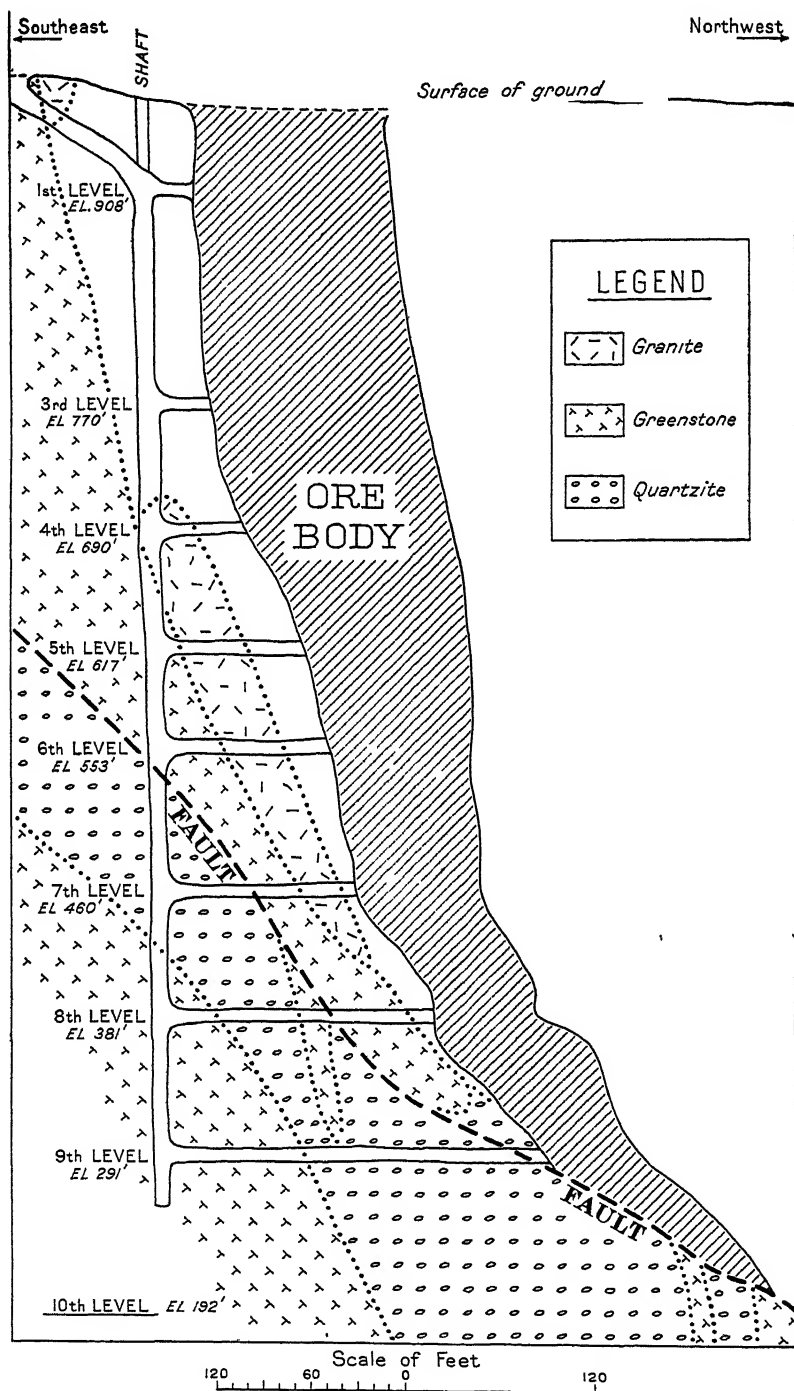 Southeast
Northwest
SHAFT
Surface of ground
1st LEVEL
EL. 908'
LEGEND
Granite
Greenstone
Quartzite
3rd LEVEL
EL 770'
ORE
BODY
4th LEVEL
EL 690'
5th LEVEL
EL 617'
6th LEVEL
EL 553'
FAULT
7th LEVEL
EL 460'
8th LEVEL
EL 381'
9th LEVEL
EL 291'
FAULT
10th LEVEL EL 192'
Scale of Feet
120 60 0 120